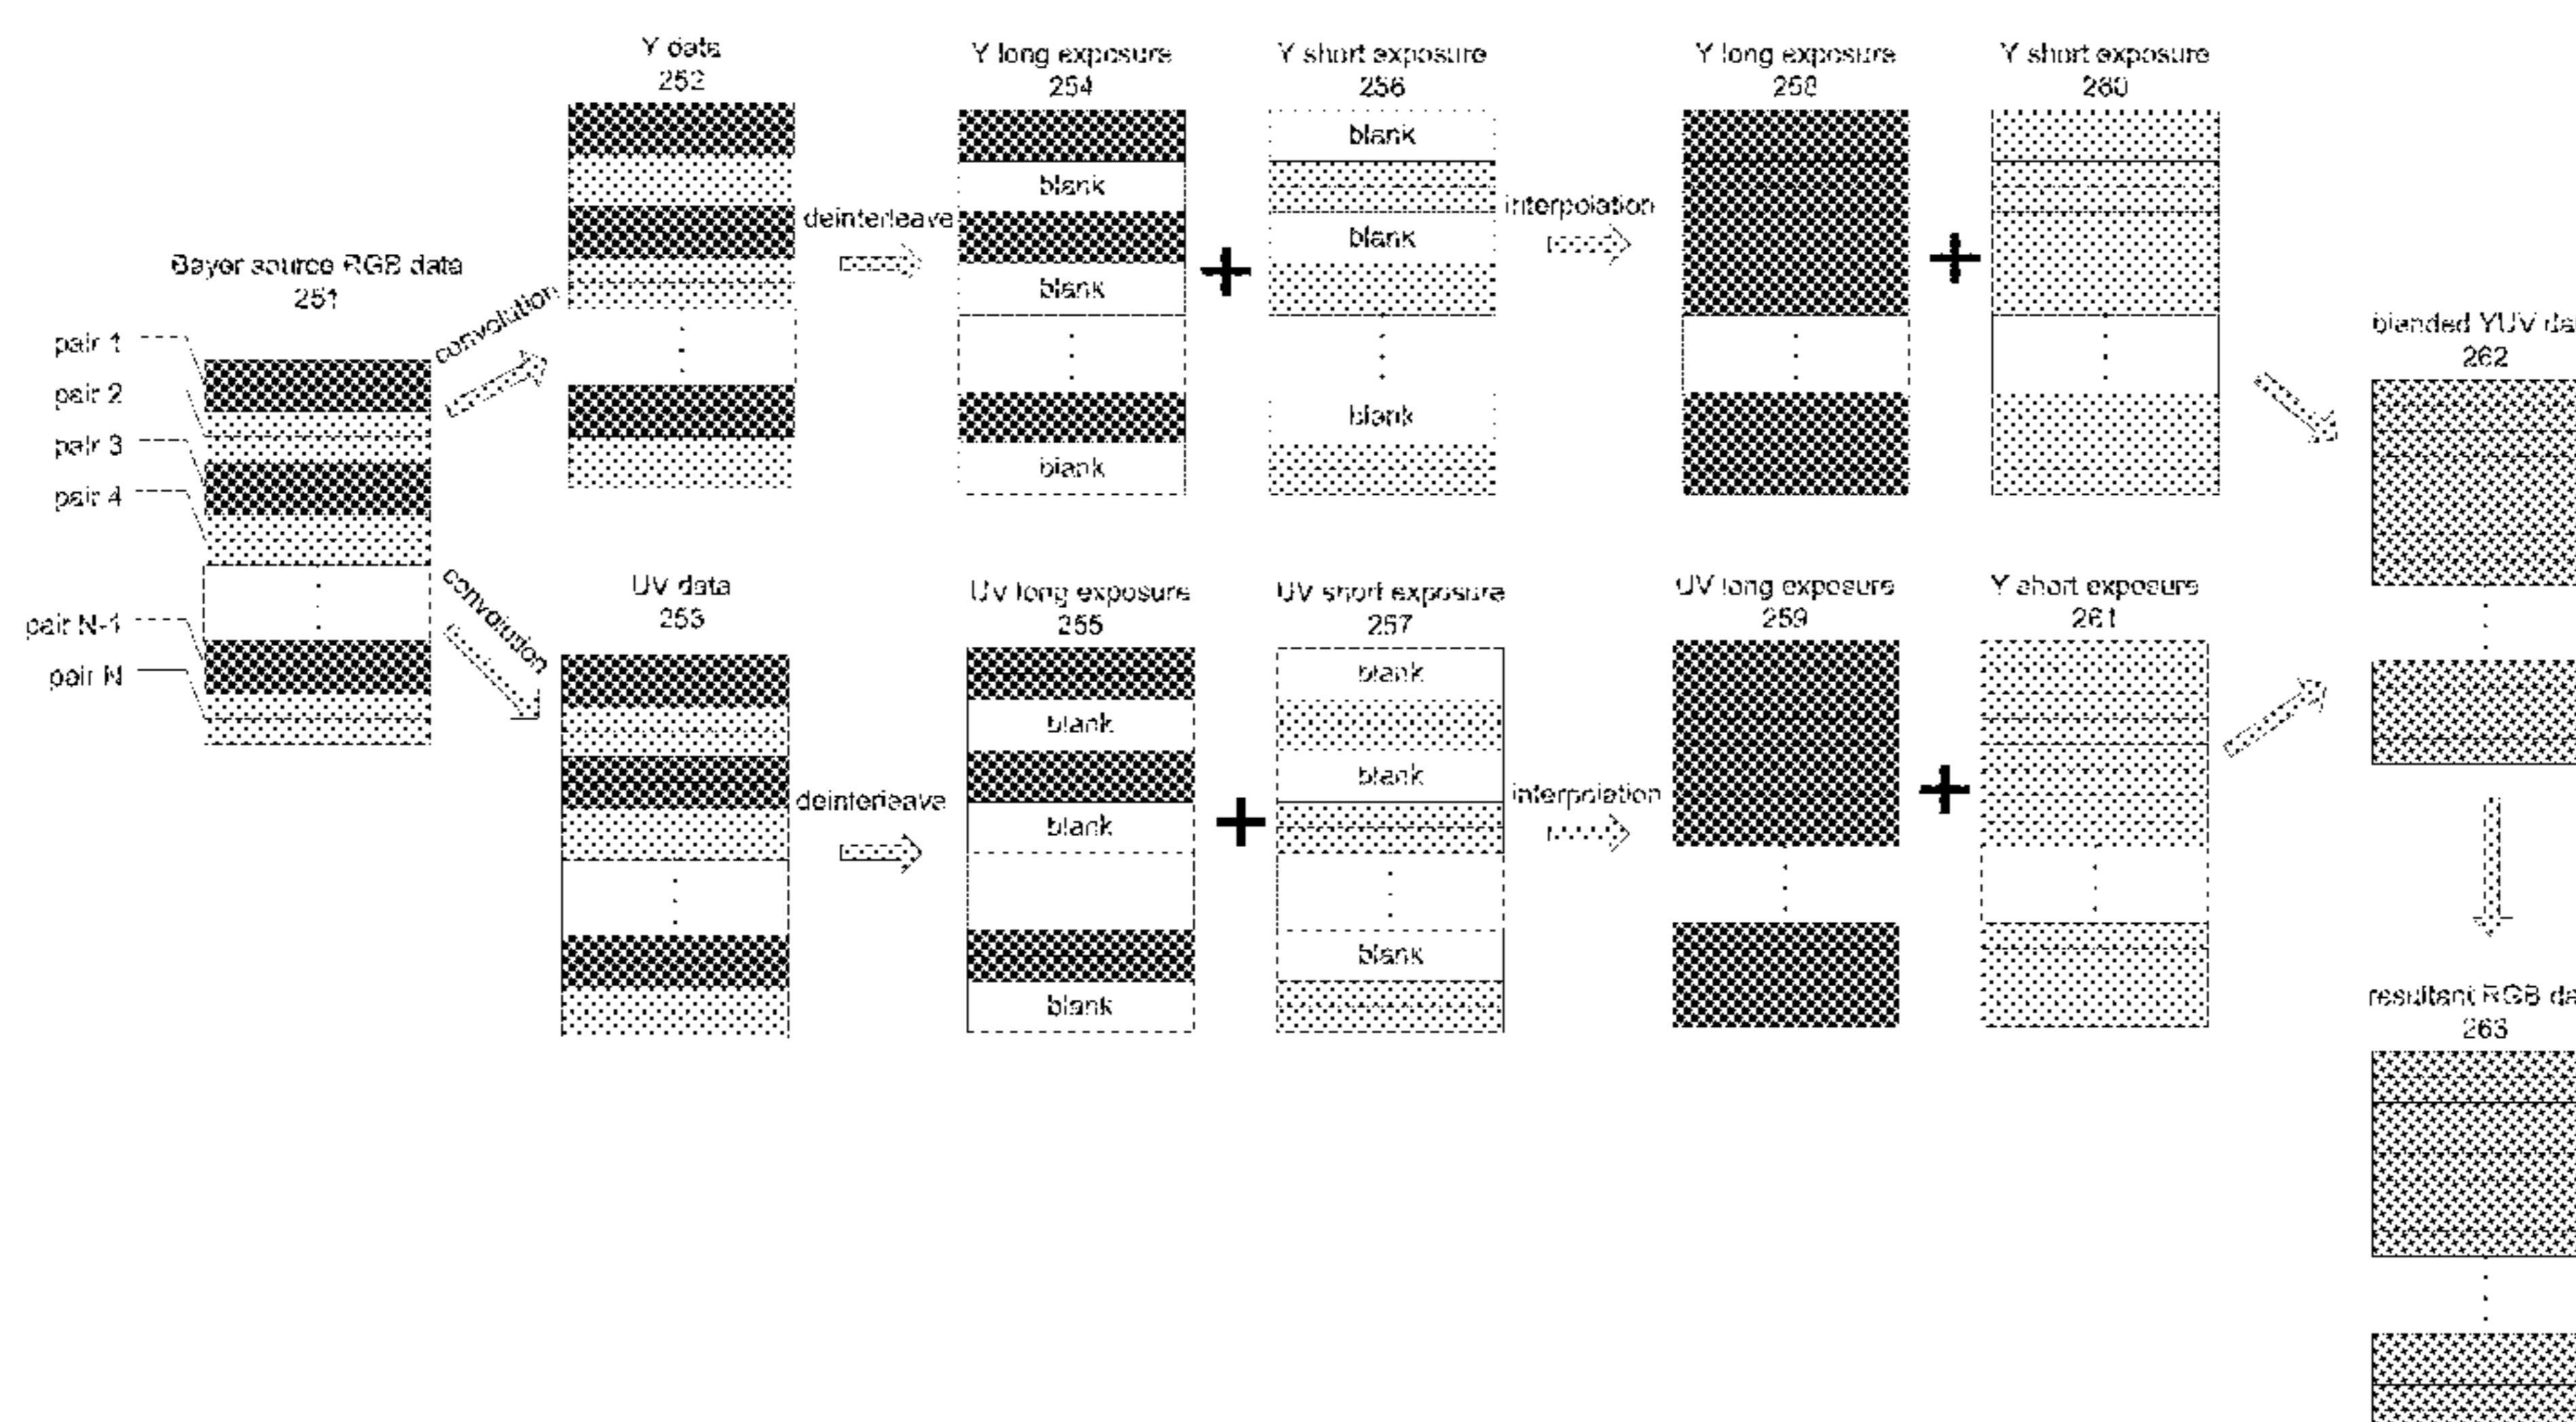 Bayer source RGB data
251
pair 1
pair 2
pair 3
pair 4
pair N-1
pair N
convolution
convolution
Y data
252
UV data
253
deinterleave
deinterleave
Y long exposure
254
blank
blank
blank
Y short exposure
256
blank
blank
blank
UV long exposure
255
blank
blank
blank
UV short exposure
257
blank
blank
blank
interpolation
interpolation
Y long exposure
258
Y short exposure
260
UV long exposure
259
Y short exposure
261
blended YUV da
262
resultant RGB da
263